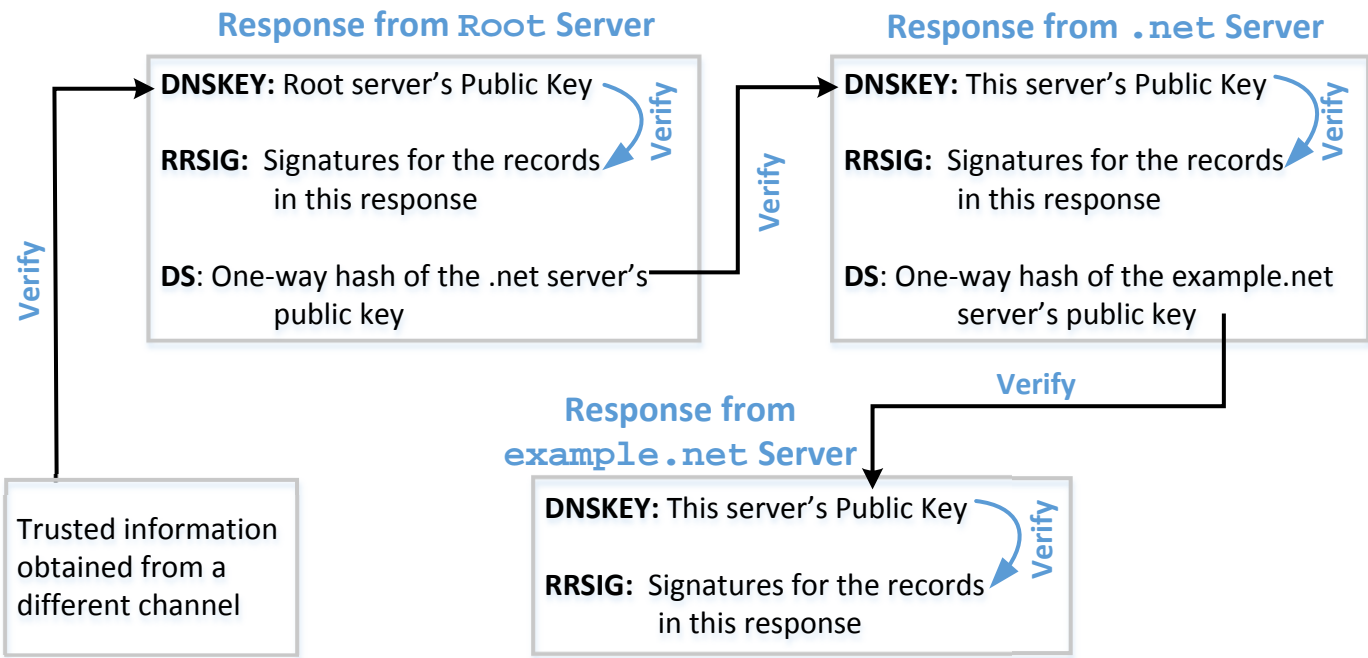 Response from Root Server
DNSKEY: Root server's Public Key
Verify
RRSIG: Signatures for the records
in this response
DS: One-way hash of the .net server's
public key
Verify
Verify
Response from .net Server
DNSKEY: This server's Public Key
Verify
RRSIG: Signatures for the records
in this response
DS: One-way hash of the example.net
server's public key
Verify
Response from
example.net Server
DNSKEY: This server's Public Key
Verify
RRSIG: Signatures for the records
in this response
Trusted information
obtained from a
different channel